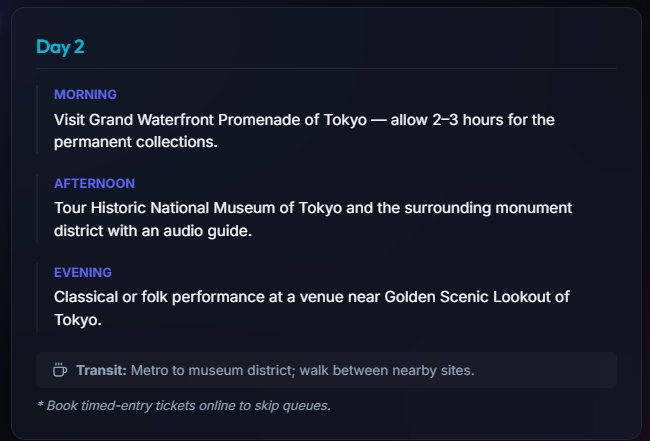 Day 2
MORNING
Visit Grand Waterfront Promenade of Tokyo — allow 2–3 hours for the
permanent collections.
AFTERNOON
Tour Historic National Museum of Tokyo and the surrounding monument
district with an audio guide.
EVENING
Classical or folk performance at a venue near Golden Scenic Lookout of
Tokyo.
Transit: Metro to museum district; walk between nearby sites.
* Book timed-entry tickets online to skip queues.